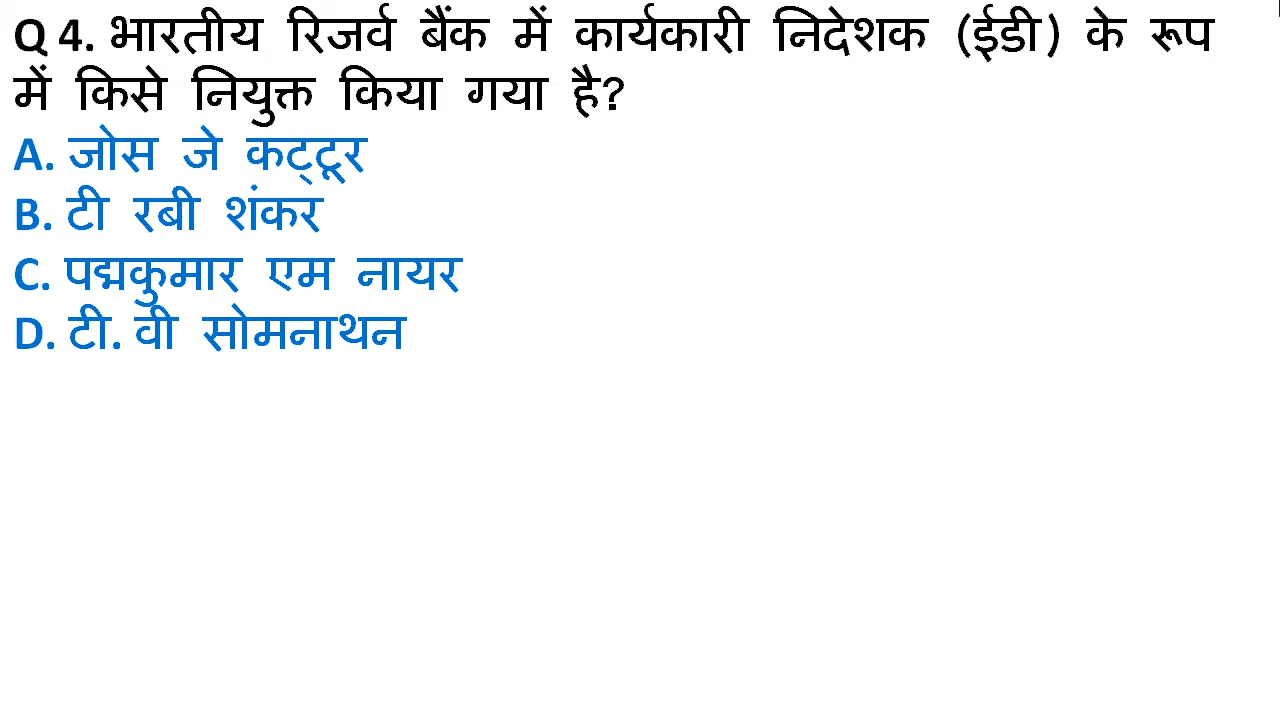 Q 4. भारतीय रिजर्व बैंक में कार्यकारी निदेशक (ईडी) के रूप
में किसे नियुक्त किया गया है?
A. जोस जे कट्टूर
B. टी रबी शंकर
C. पद्मकुमार एम नायर
D. टी. वी सोमनाथन